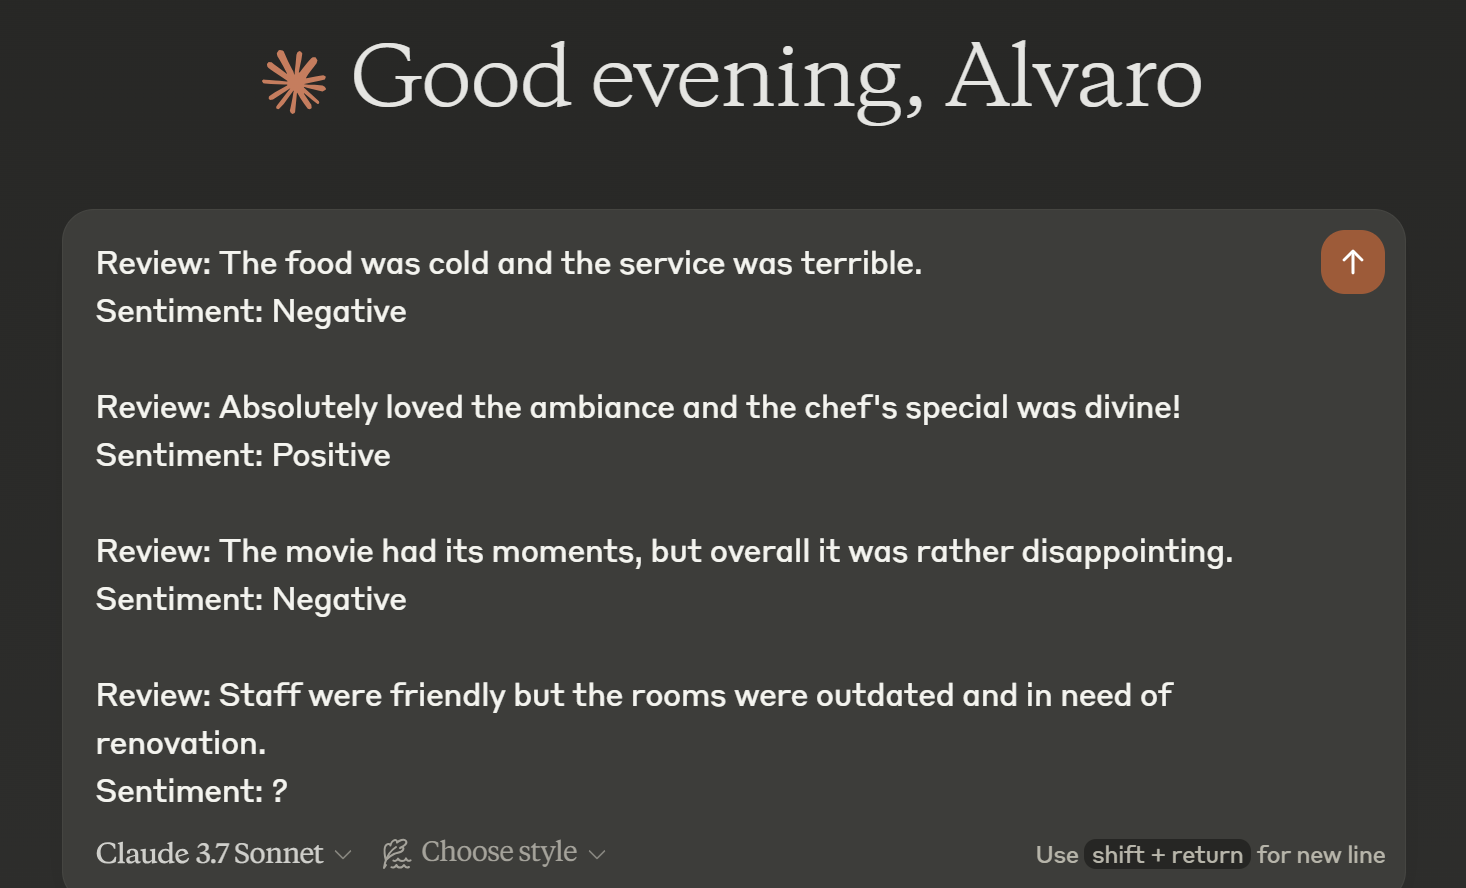 Good evening, Alvaro
Review: The food was cold and the service was terrible.
Sentiment: Negative
Review: Absolutely loved the ambiance and the chef's special was divine!
Sentiment: Positive
Review: The movie had its moments, but overall it was rather disappointing.
Sentiment: Negative
Review: Staff were friendly but the rooms were outdated and in need of
renovation.
Sentiment: ?
Claude 3.7 Sonnet Choose style Use shift + return for new line